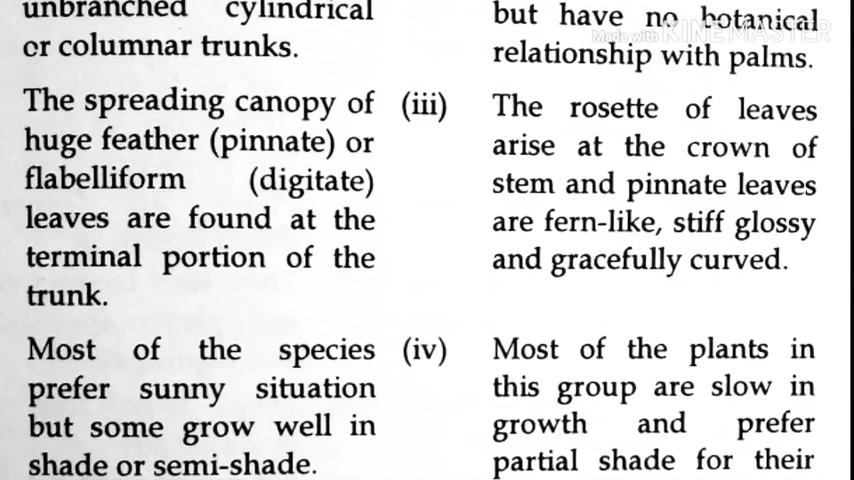 unbranched cylindrical
or columnar trunks.
The spreading canopy of
huge feather (pinnate) or
flabelliform (digitate)
leaves are found at the
terminal portion of the
trunk.
Most of the species
prefer sunny situation
but some grow well in
shade or semi-shade.
but have no botanical
Made with KINEMASTER
relationship with palms.
(iii) The rosette of leaves
arise at the crown of
stem and pinnate leaves
are fern-like, stiff glossy
and gracefully curved.
(iv) Most of the plants in
this group are slow in
growth and prefer
partial shade for their